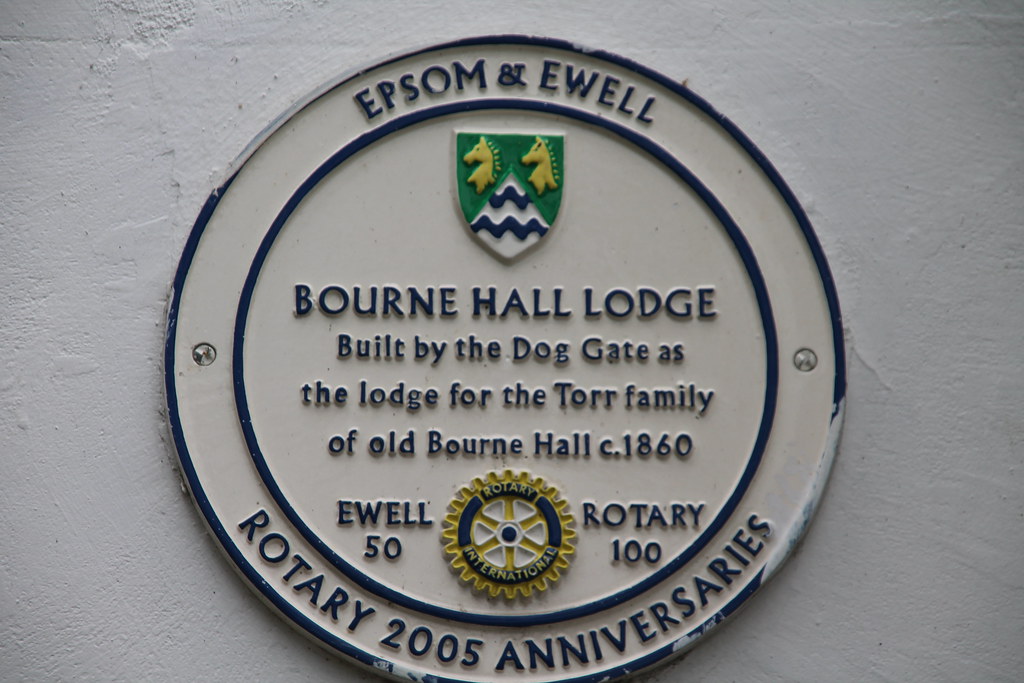 EPSOM & EWELL
BOURNE HALL LODGE
Built by the Dog Gate as
the lodge for the Torr family
of old Bourne Hall c.1860
EWELL
50
ROTARY
INTERNATIONAL
ROTARY
100
ROTARY 2005 ANNIVERSARIES